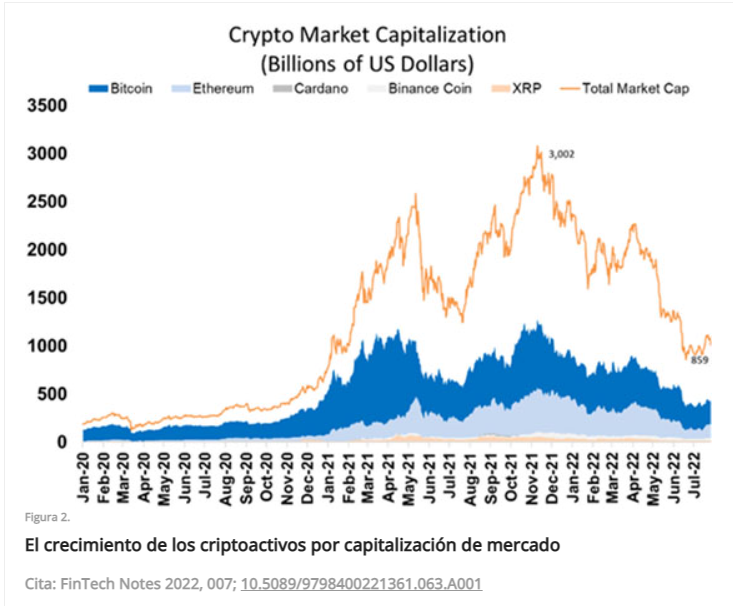 Crypto Market Capitalization
(Billions of US Dollars)
Bitcoin Ethereum Cardano Binance Coin XRP Total Market Cap
3500
3000
2500
2000
1500
1000
500
0
3,002
859
Jan-20 Feb-20 Mar-20 Apr-20 May-20 Jun-20 Jul-20 Aug-20 Sep-20 Oct-20 Nov-20 Dec-20 Jan-21 Feb-21 Mar-21 Apr-21 May-21 Jun-21 Jul-21 Aug-21 Sep-21 Oct-21 Nov-21 Dec-21 Jan-22 Feb-22 Mar-22 Apr-22 May-22 Jun-22 Jul-22
Figura 2.
El crecimiento de los criptoactivos por capitalización de mercado
Cita: FinTech Notes 2022, 007; 10.5089/9798400221361.063.A001